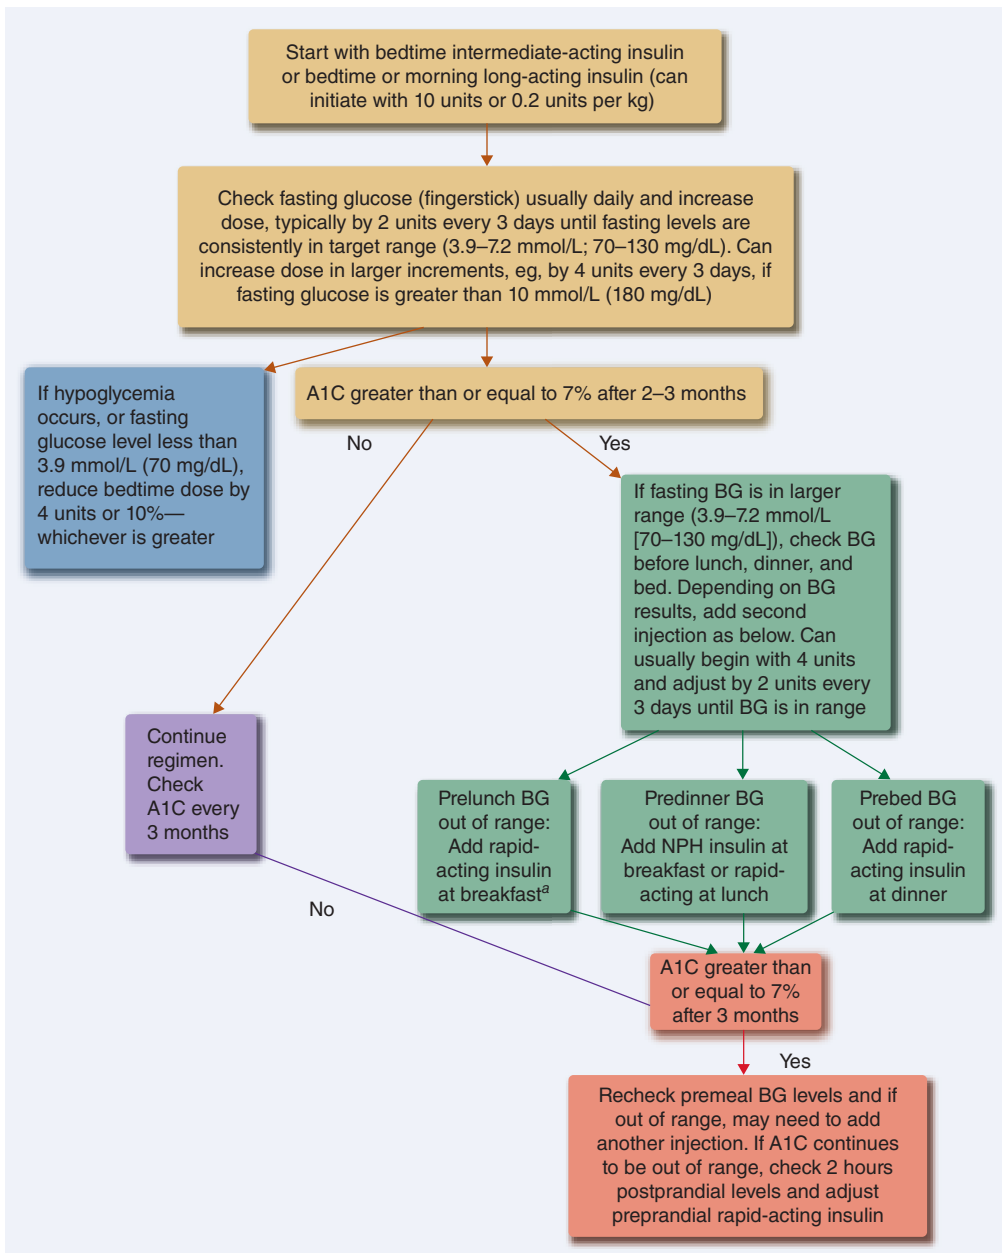 Start with bedtime intermediate-acting insulin
or bedtime or morning long-acting insulin (can
initiate with 10 units or 0.2 units per kg)
Check fasting glucose (fingerstick) usually daily and increase
dose, typically by 2 units every 3 days until fasting levels are
consistently in target range (3.9–7.2 mmol/L; 70–130 mg/dL). Can
increase dose in larger increments, eg, by 4 units every 3 days, if
fasting glucose is greater than 10 mmol/L (180 mg/dL)
If hypoglycemia
occurs, or fasting
glucose level less than
3.9 mmol/L (70 mg/dL),
reduce bedtime dose by
4 units or 10%—
whichever is greater
A1C greater than or equal to 7% after 2–3 months
No
Yes
If fasting BG is in larger
range (3.9–7.2 mmol/L
[70–130 mg/dL]), check BG
before lunch, dinner, and
bed. Depending on BG
results, add second
injection as below. Can
usually begin with 4 units
and adjust by 2 units every
3 days until BG is in range
Continue
regimen.
Check
A1C every
3 months
Prelunch BG
out of range:
Add rapid-
acting insulin
at breakfastᵃ
Predinner BG
out of range:
Add NPH insulin at
breakfast or rapid-
acting at lunch
Prebed BG
out of range:
Add rapid-
acting insulin
at dinner
No
A1C greater than
or equal to 7%
after 3 months
Yes
Recheck premeal BG levels and if
out of range, may need to add
another injection. If A1C continues
to be out of range, check 2 hours
postprandial levels and adjust
preprandial rapid-acting insulin